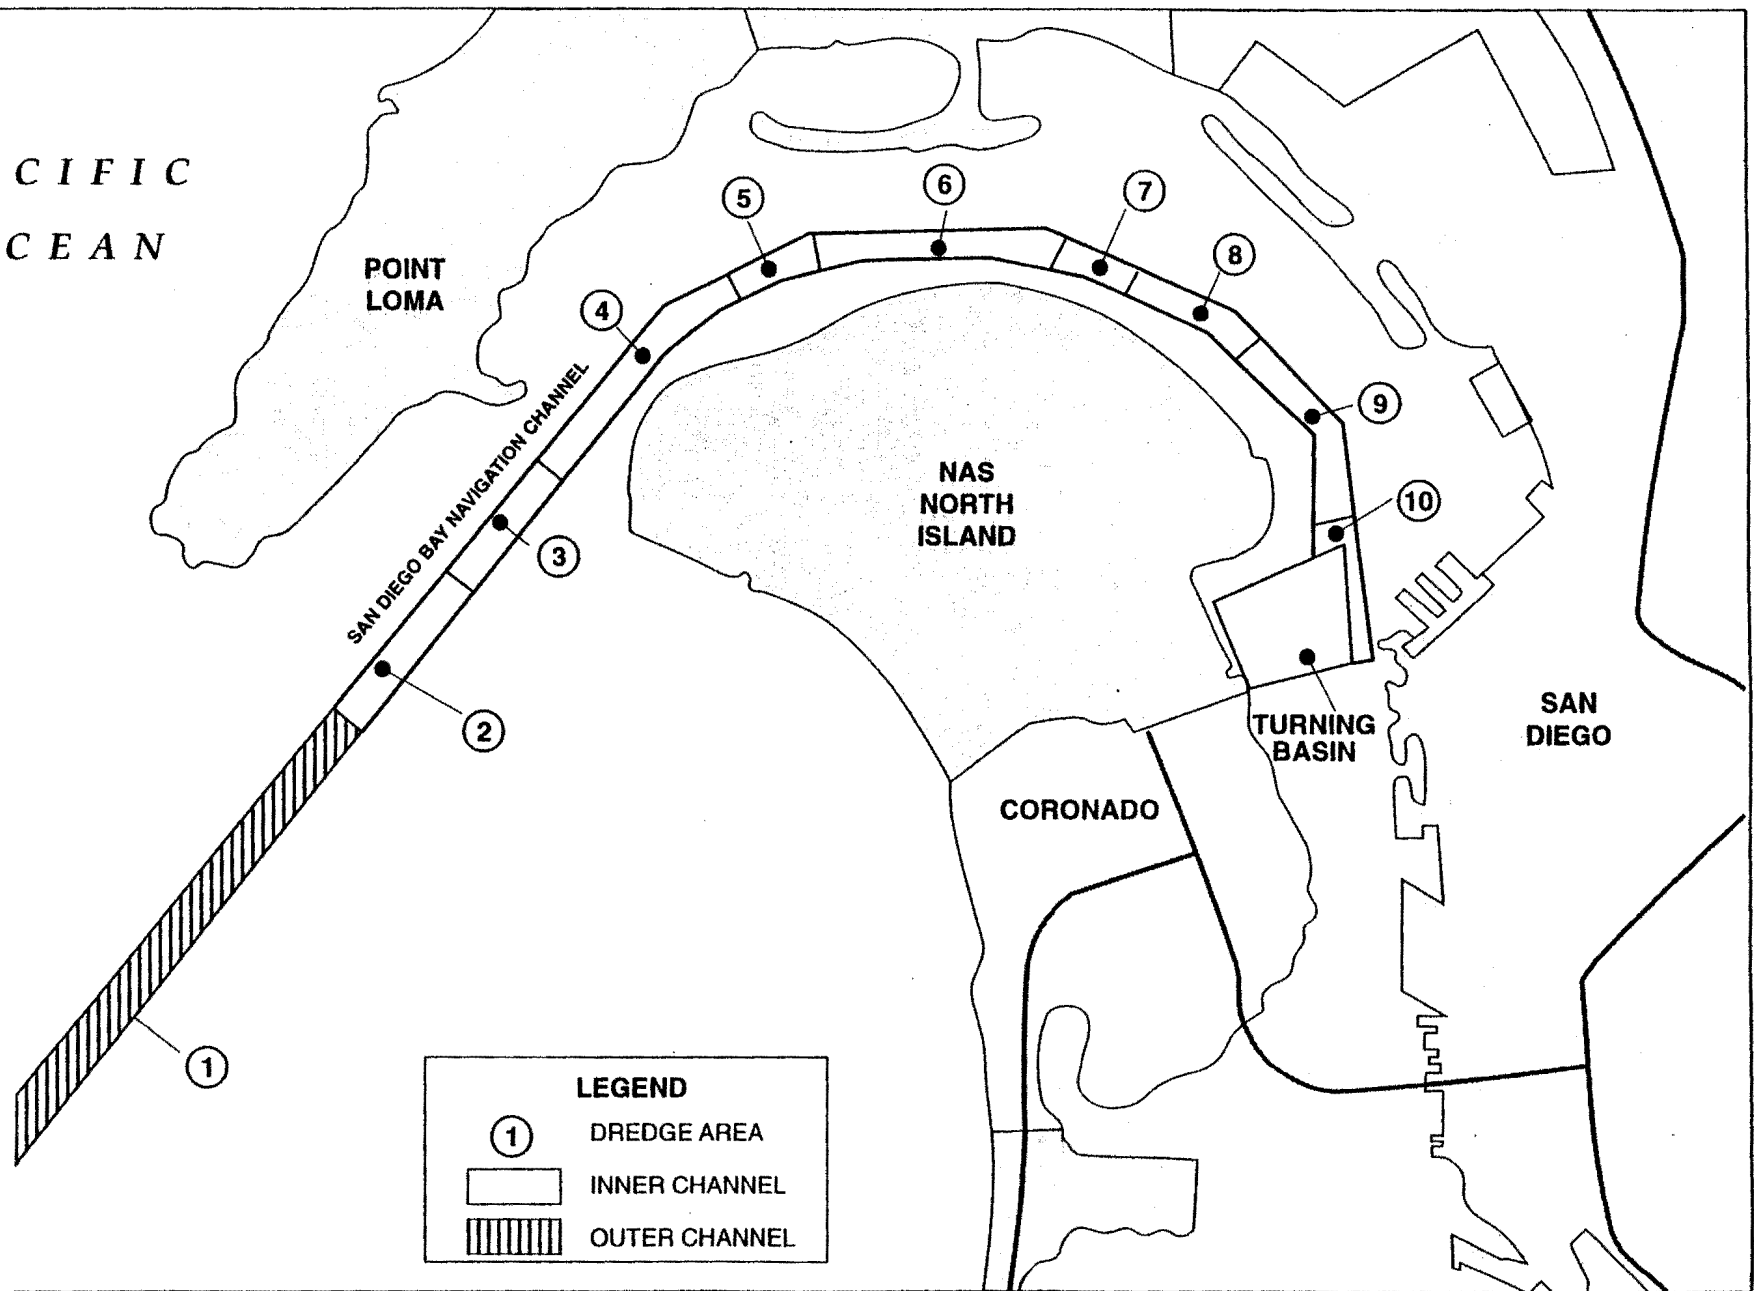 CIFIC
CEAN
POINT
LOMA
SAN DIEGO BAY NAVIGATION CHANNEL
5
6
7
8
4
9
10
3
2
1
NAS
NORTH
ISLAND
TURNING
BASIN
SAN
DIEGO
CORONADO
LEGEND
1 DREDGE AREA
INNER CHANNEL
OUTER CHANNEL